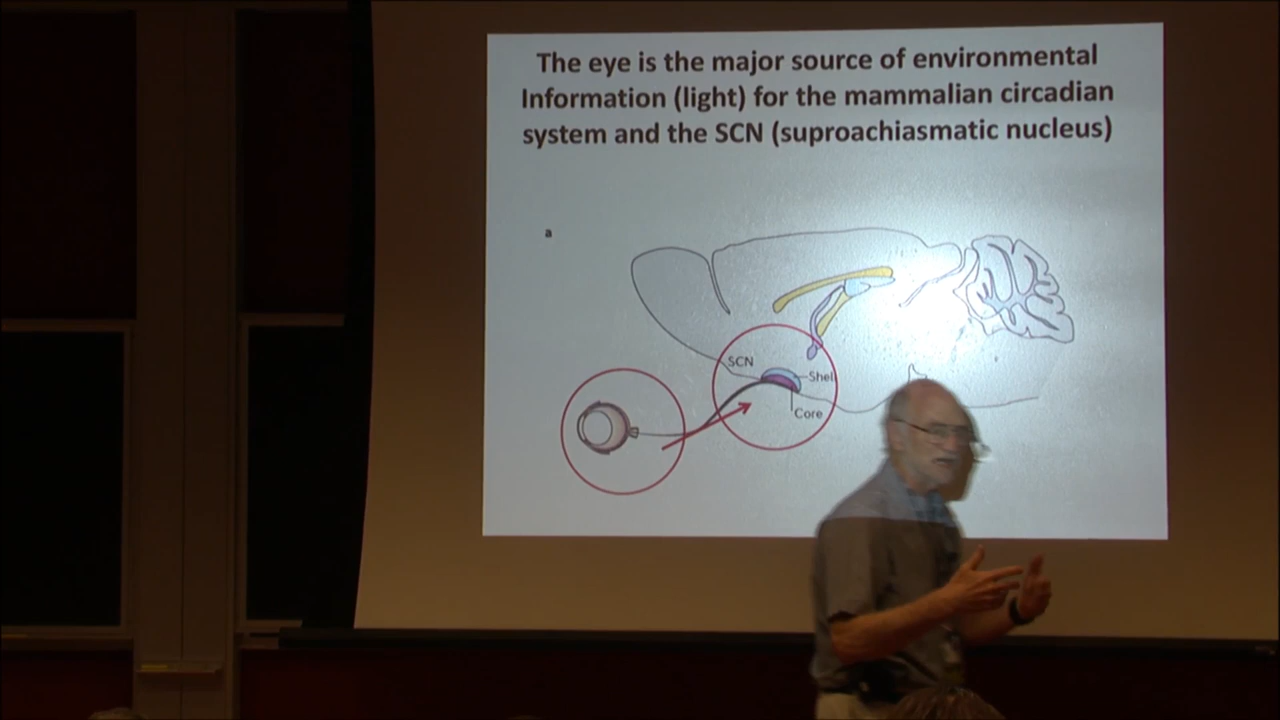 The eye is the major source of environmental
Information (light) for the mammalian circadian
system and the SCN (suproachiasmatic nucleus)
a
SCN
Shell
Core